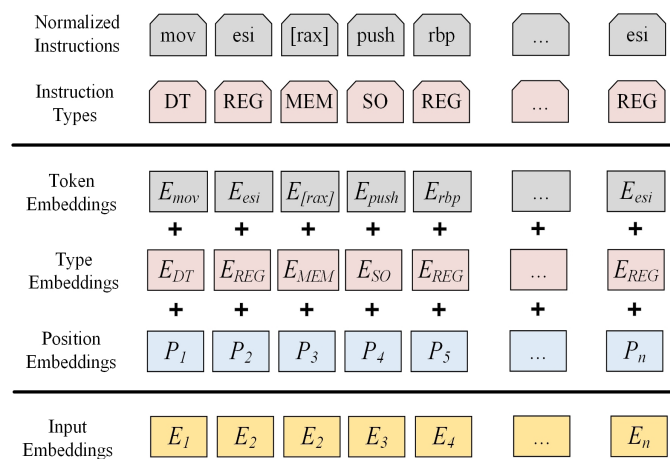 Normalized
Instructions
mov esi [rax] push rbp ... esi
Instruction
Types
DT REG MEM SO REG ... REG
Token
Embeddings
E_mov E_esi E_[rax] E_push E_rbp ... E_esi
+ + + + + + +
Type
Embeddings
E_DT E_REG E_MEM E_SO E_REG ... E_REG
+ + + + + + +
Position
Embeddings
P_1 P_2 P_3 P_4 P_5 ... P_n
Input
Embeddings
E_1 E_2 E_2 E_3 E_4 ... E_n